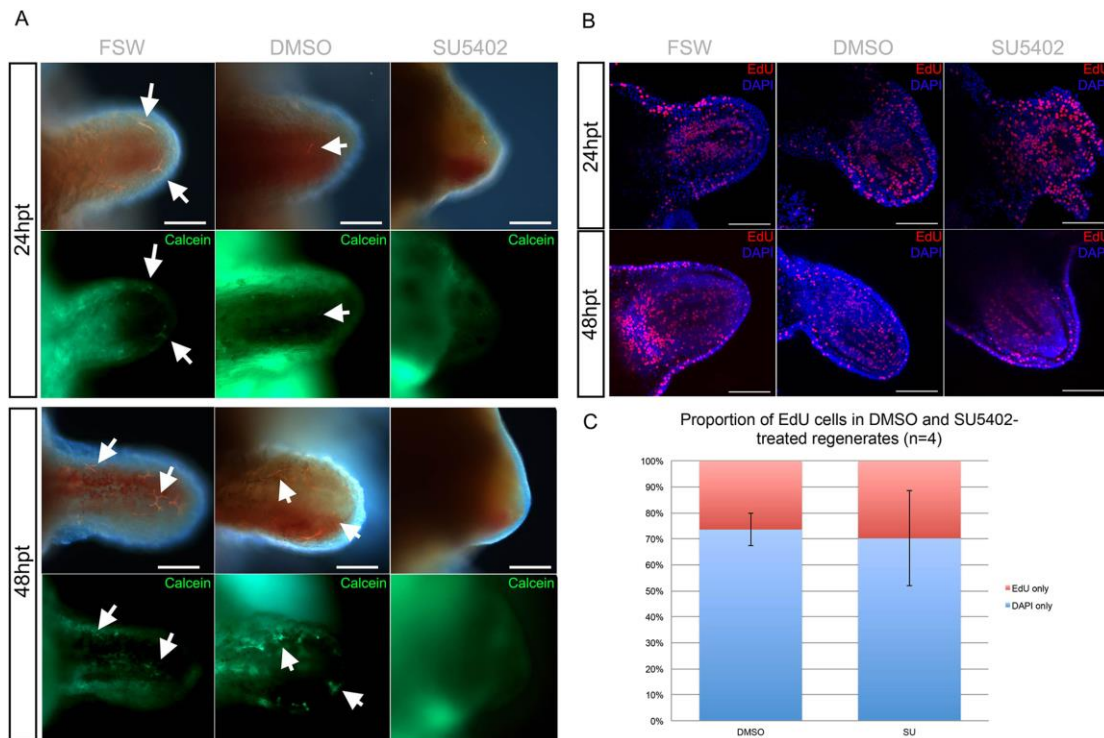 A
FSW DMSO SU5402
24hpt
Calcein Calcein Calcein
48hpt
Calcein Calcein Calcein
B
FSW DMSO SU5402
24hpt
EdU EdU EdU
DAPI DAPI DAPI
48hpt
EdU EdU EdU
DAPI DAPI DAPI
C
Proportion of EdU cells in DMSO and SU5402-
treated regenerates (n=4)
100%
90%
80%
70%
60%
50%
40%
30%
20%
10%
0%
DMSO SU
EdU only
DAPI only